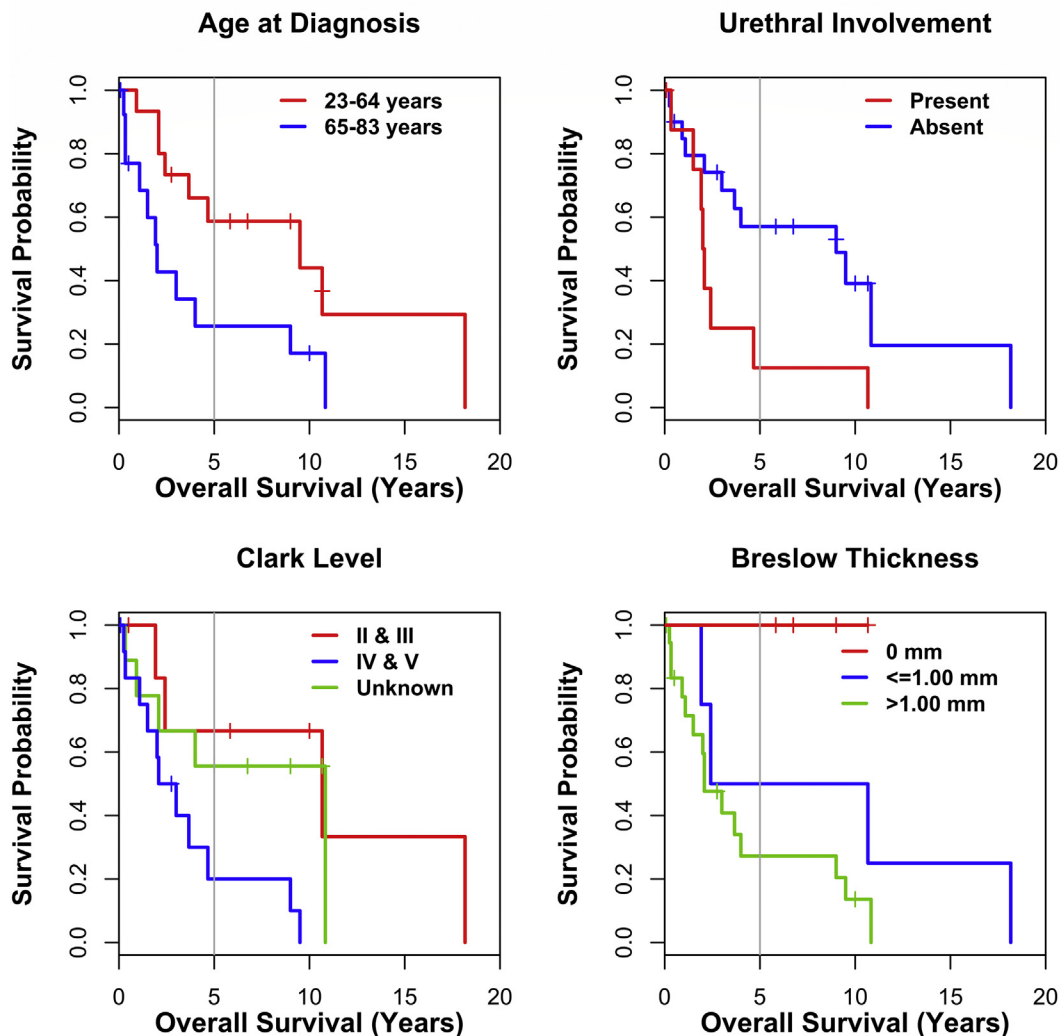 Age at Diagnosis
Survival Probability
0.0 0.2 0.4 0.6 0.8 1.0
23-64 years
65-83 years
0 5 10 15 20
Overall Survival (Years)
Urethral Involvement
Survival Probability
0.0 0.2 0.4 0.6 0.8 1.0
Present
Absent
0 5 10 15 20
Overall Survival (Years)
Clark Level
Survival Probability
0.0 0.2 0.4 0.6 0.8 1.0
II & III
IV & V
Unknown
0 5 10 15 20
Overall Survival (Years)
Breslow Thickness
Survival Probability
0.0 0.2 0.4 0.6 0.8 1.0
0 mm
<=1.00 mm
>1.00 mm
0 5 10 15 20
Overall Survival (Years)